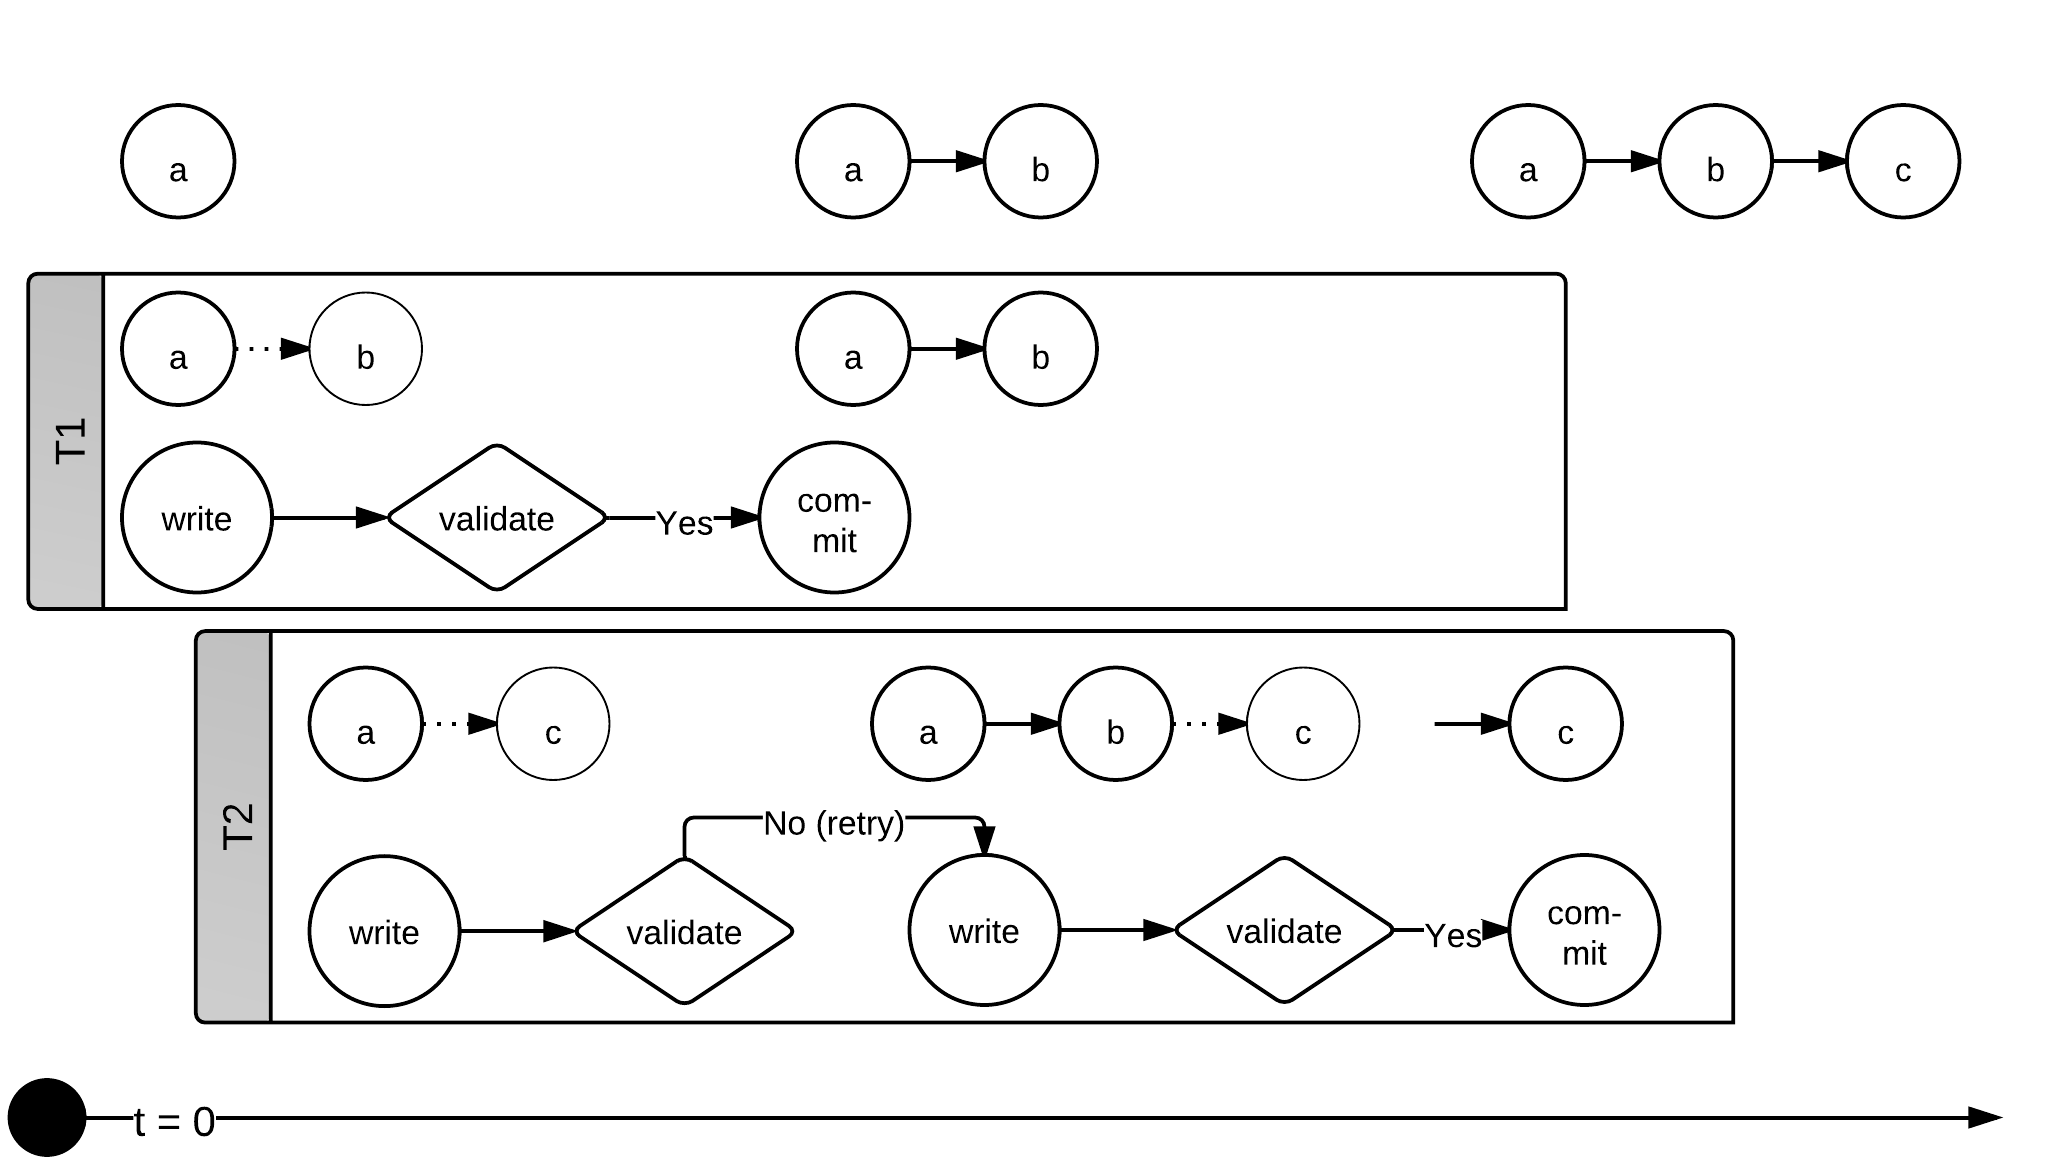 a
a
b
a
b
c
T1
a
b
a
b
write
validate
Yes
com-
mit
T2
a
c
a
b
c
c
No (retry)
write
validate
write
validate
Yes
com-
mit
t = 0